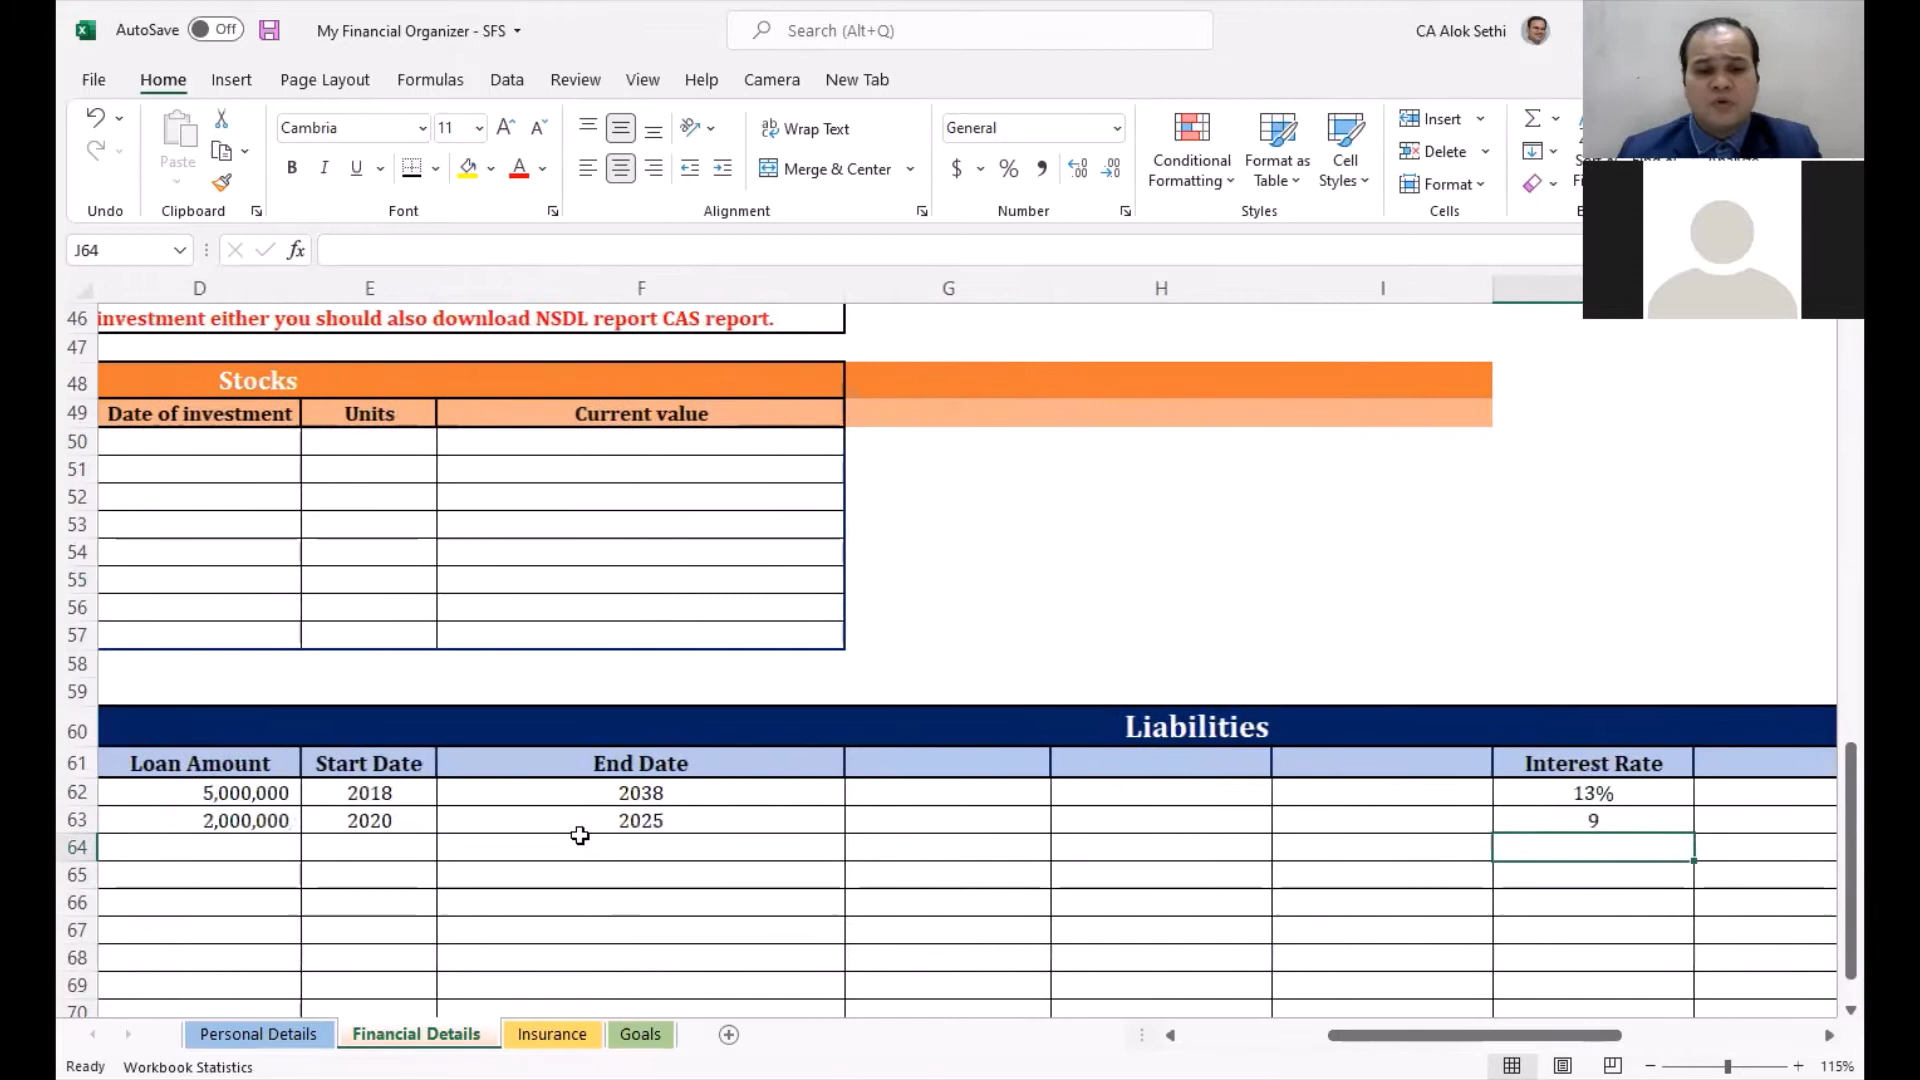 AutoSave Off My Financial Organizer - SFS Search (Alt+Q) CA Alok Sethi
File Home Insert Page Layout Formulas Data Review View Help Camera New Tab
Cambria 11 Wrap Text General Insert
Paste Conditional Formatting Format as Table Cell Styles Delete
B I U Merge & Center $ % Format
Undo Clipboard Font Alignment Number Styles Cells
J64 fx
D E F G H I
46 investment either you should also download NSDL report CAS report.
47
48 Stocks
49 Date of investment Units Current value
50
51
52
53
54
55
56
57
58
59
60 Liabilities
61 Loan Amount Start Date End Date Interest Rate
62 5,000,000 2018 2038 13%
63 2,000,000 2020 2025 9
64
65
66
67
68
69
70
Personal Details Financial Details Insurance Goals
Ready Workbook Statistics 115%